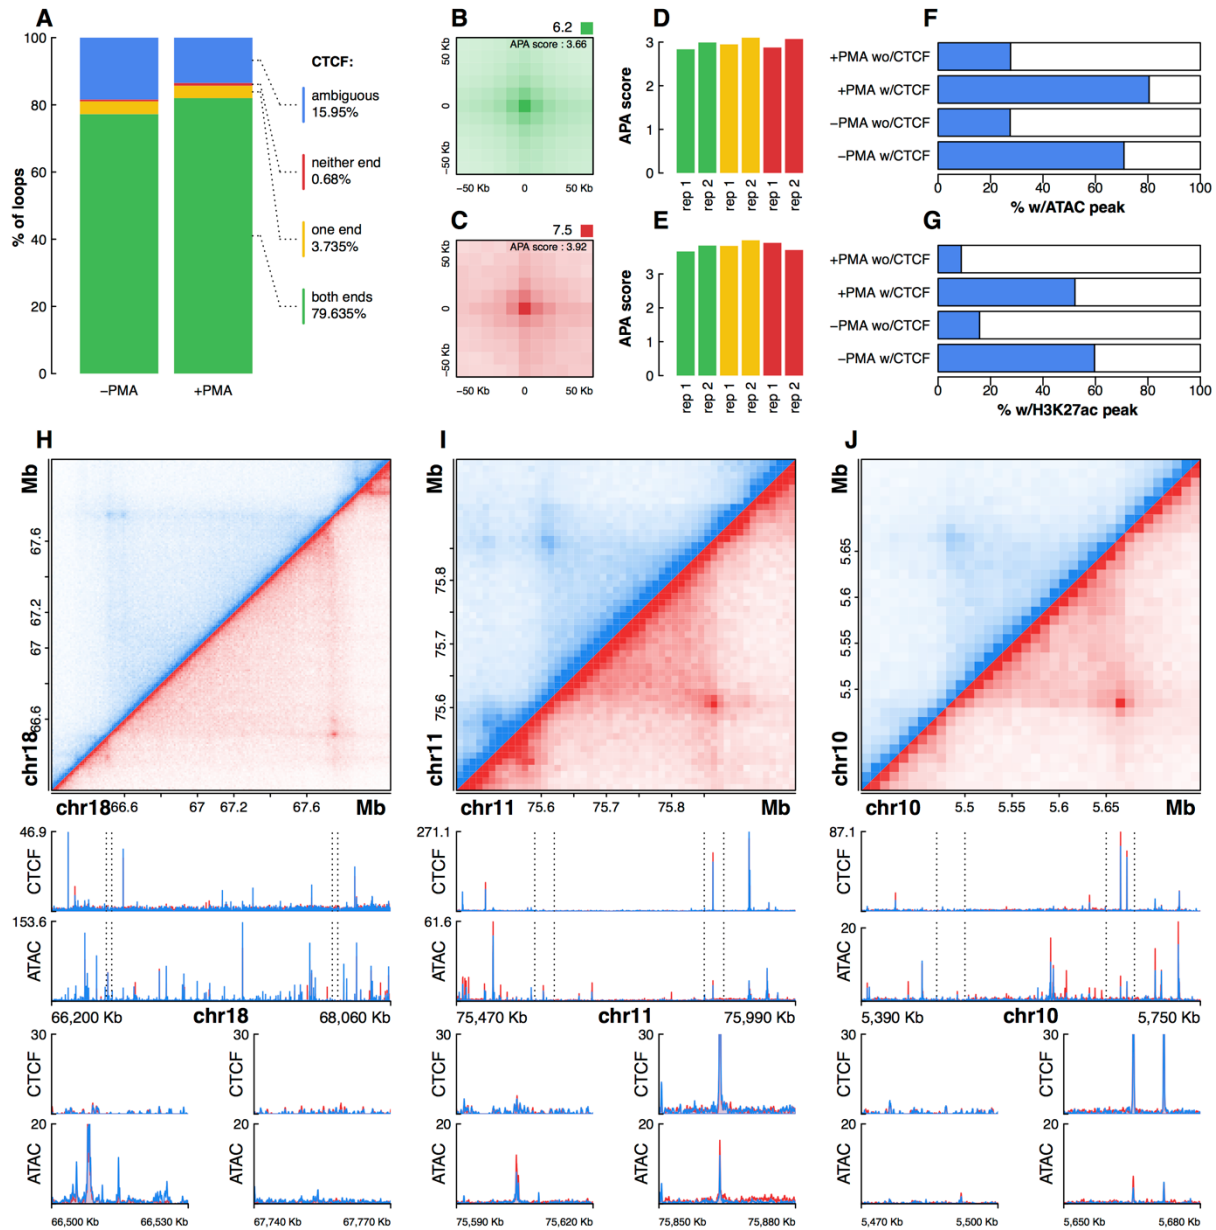 A
% of loops
100
80
60
40
20
0
−PMA
+PMA
CTCF:
ambiguous
15.95%
neither end
0.68%
one end
3.735%
both ends
79.635%
B
6.2
APA score : 3.66
50 Kb
0
−50 Kb
−50 Kb
0
50 Kb
C
7.5
APA score : 3.92
50 Kb
0
−50 Kb
−50 Kb
0
50 Kb
D
APA score
3
2
1
0
rep 1
rep 2
rep 1
rep 2
rep 1
rep 2
E
APA score
3
2
1
0
rep 1
rep 2
rep 1
rep 2
rep 1
rep 2
F
+PMA wo/CTCF
+PMA w/CTCF
−PMA wo/CTCF
−PMA w/CTCF
0
20
40
60
80
100
% w/ATAC peak
G
+PMA wo/CTCF
+PMA w/CTCF
−PMA wo/CTCF
−PMA w/CTCF
0
20
40
60
80
100
% w/H3K27ac peak
H
Mb
67.6
67.2
67
66.6
chr18
chr18
66.6
67
67.2
67.6
Mb
46.9
CTCF
153.6
ATAC
66,200 Kb
chr18
68,060 Kb
30
CTCF
0
20
ATAC
0
66,500 Kb
66,530 Kb
30
CTCF
0
20
ATAC
0
67,740 Kb
67,770 Kb
I
Mb
75.8
75.7
75.6
chr11
chr11
75.6
75.7
75.8
Mb
271.1
CTCF
61.6
ATAC
75,470 Kb
chr11
75,990 Kb
30
CTCF
0
20
ATAC
0
75,590 Kb
75,620 Kb
30
CTCF
0
20
ATAC
0
75,850 Kb
75,880 Kb
J
Mb
5.65
5.6
5.55
5.5
chr10
chr10
5.5
5.55
5.6
5.65
Mb
87.1
CTCF
20
ATAC
5,390 Kb
chr10
5,750 Kb
30
CTCF
0
20
ATAC
0
5,470 Kb
5,500 Kb
30
CTCF
0
20
ATAC
0
5,650 Kb
5,680 Kb